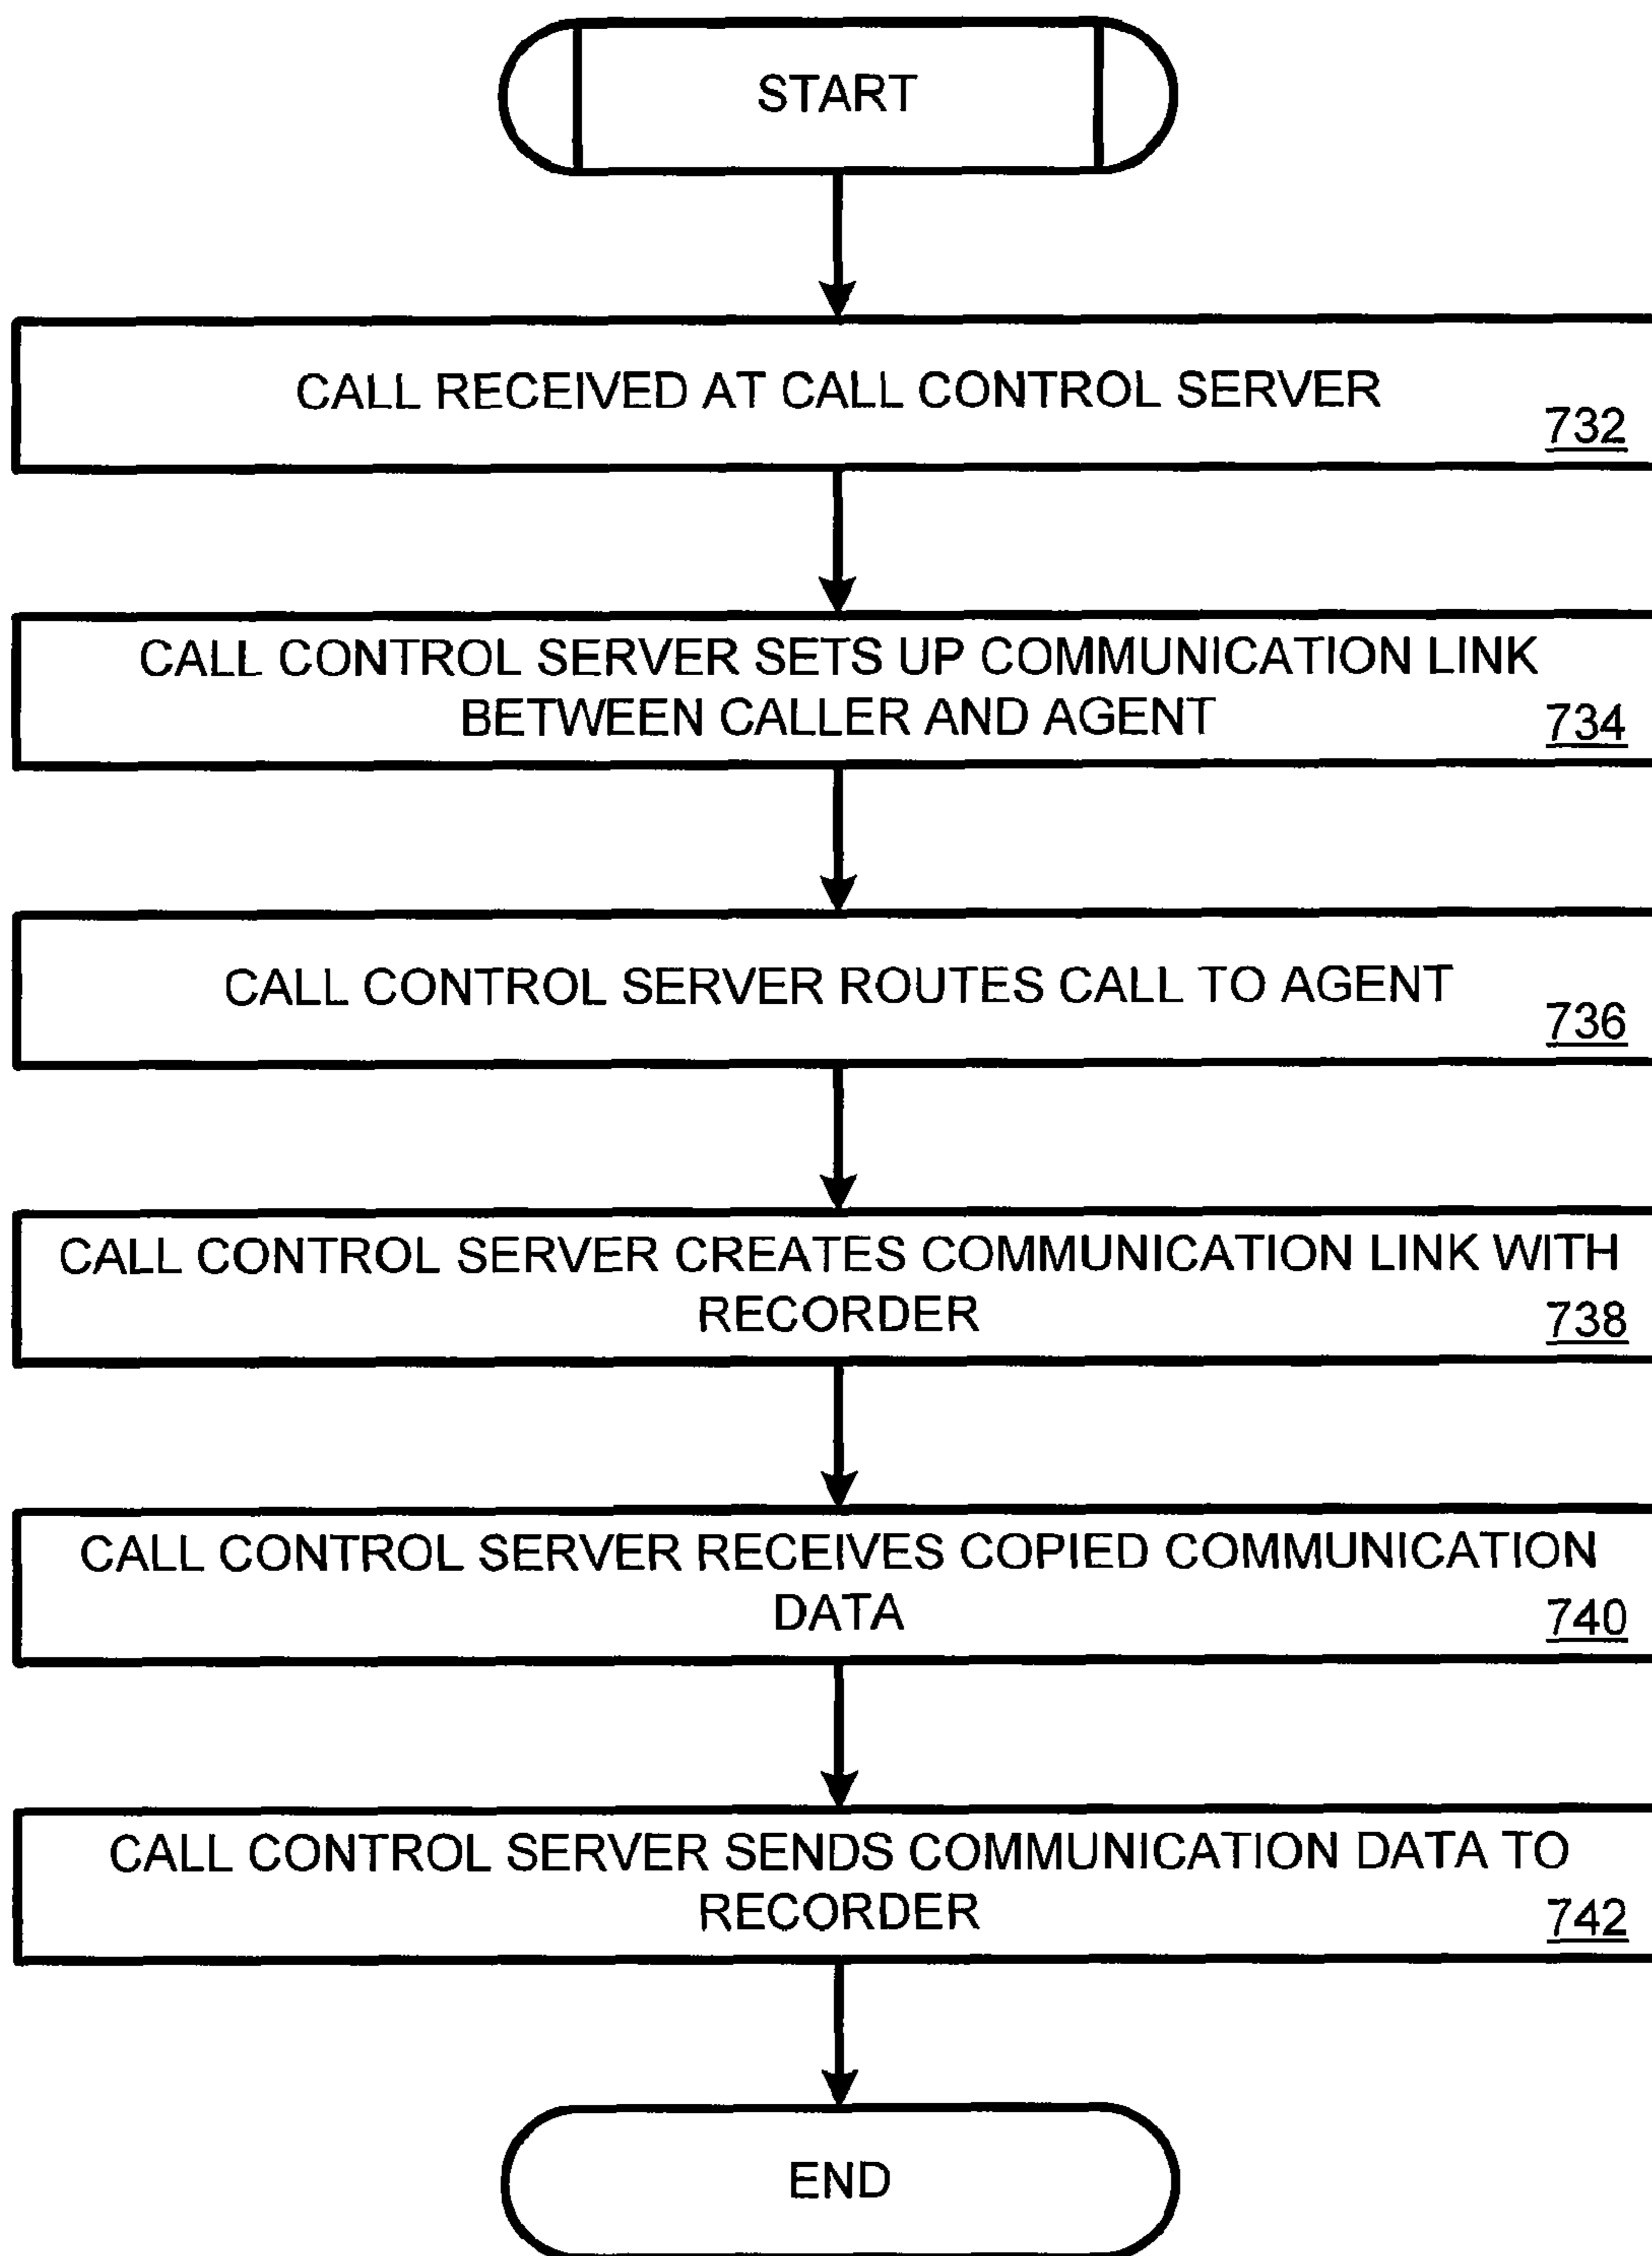 START
CALL RECEIVED AT CALL CONTROL SERVER
732
CALL CONTROL SERVER SETS UP COMMUNICATION LINK
BETWEEN CALLER AND AGENT
734
CALL CONTROL SERVER ROUTES CALL TO AGENT
736
CALL CONTROL SERVER CREATES COMMUNICATION LINK WITH
RECORDER
738
CALL CONTROL SERVER RECEIVES COPIED COMMUNICATION
DATA
740
CALL CONTROL SERVER SENDS COMMUNICATION DATA TO
RECORDER
742
END